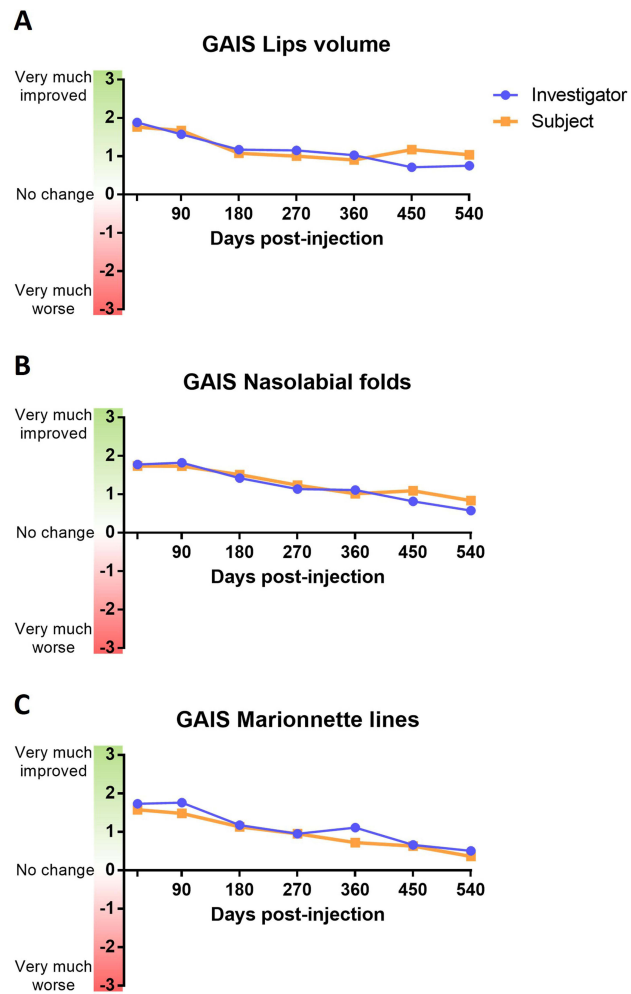 A
GAIS Lips volume
Very much
improved
3
2
1
No change
0
-1
-2
Very much
worse
-3
90 180 270 360 450 540
Days post-injection
Investigator
Subject
B
GAIS Nasolabial folds
Very much
improved
3
2
1
No change
0
-1
-2
Very much
worse
-3
90 180 270 360 450 540
Days post-injection
C
GAIS Marionnette lines
Very much
improved
3
2
1
No change
0
-1
-2
Very much
worse
-3
90 180 270 360 450 540
Days post-injection